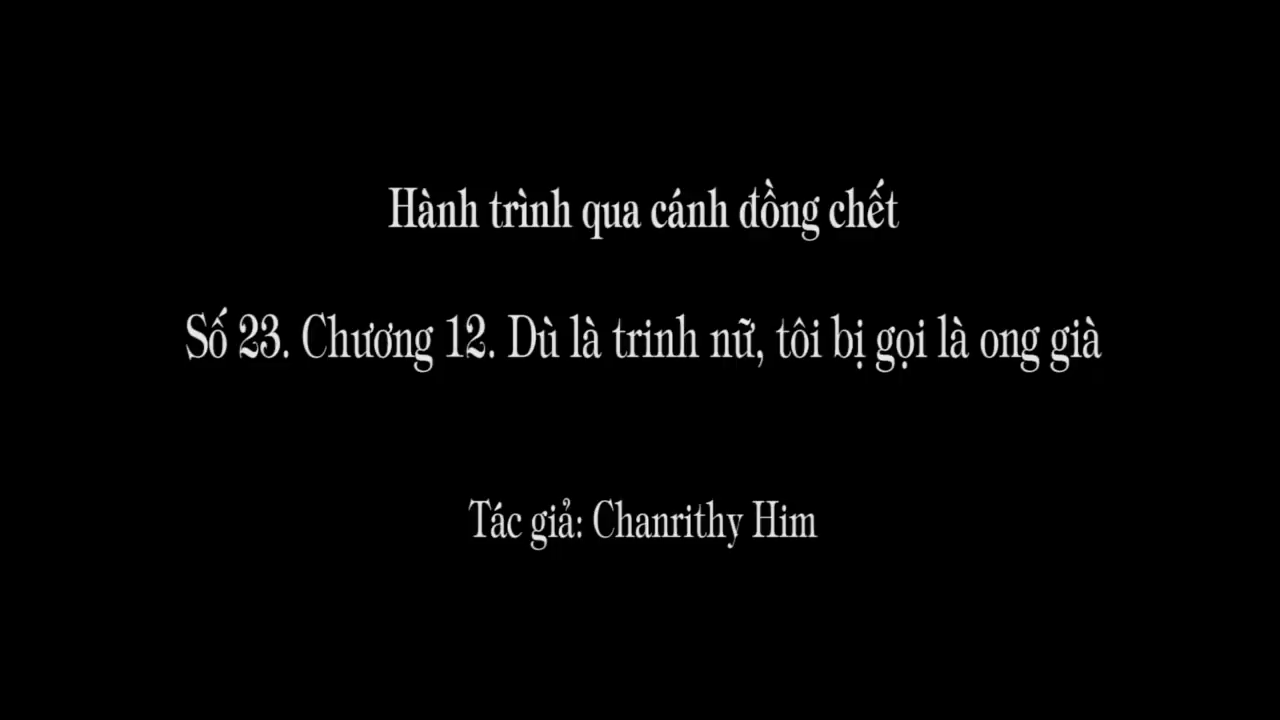 Hành trình qua cánh đồng chết
Số 23. Chương 12. Dù là trinh nữ, tôi bị gọi là ong già
Tác giả: Chanrithy Him